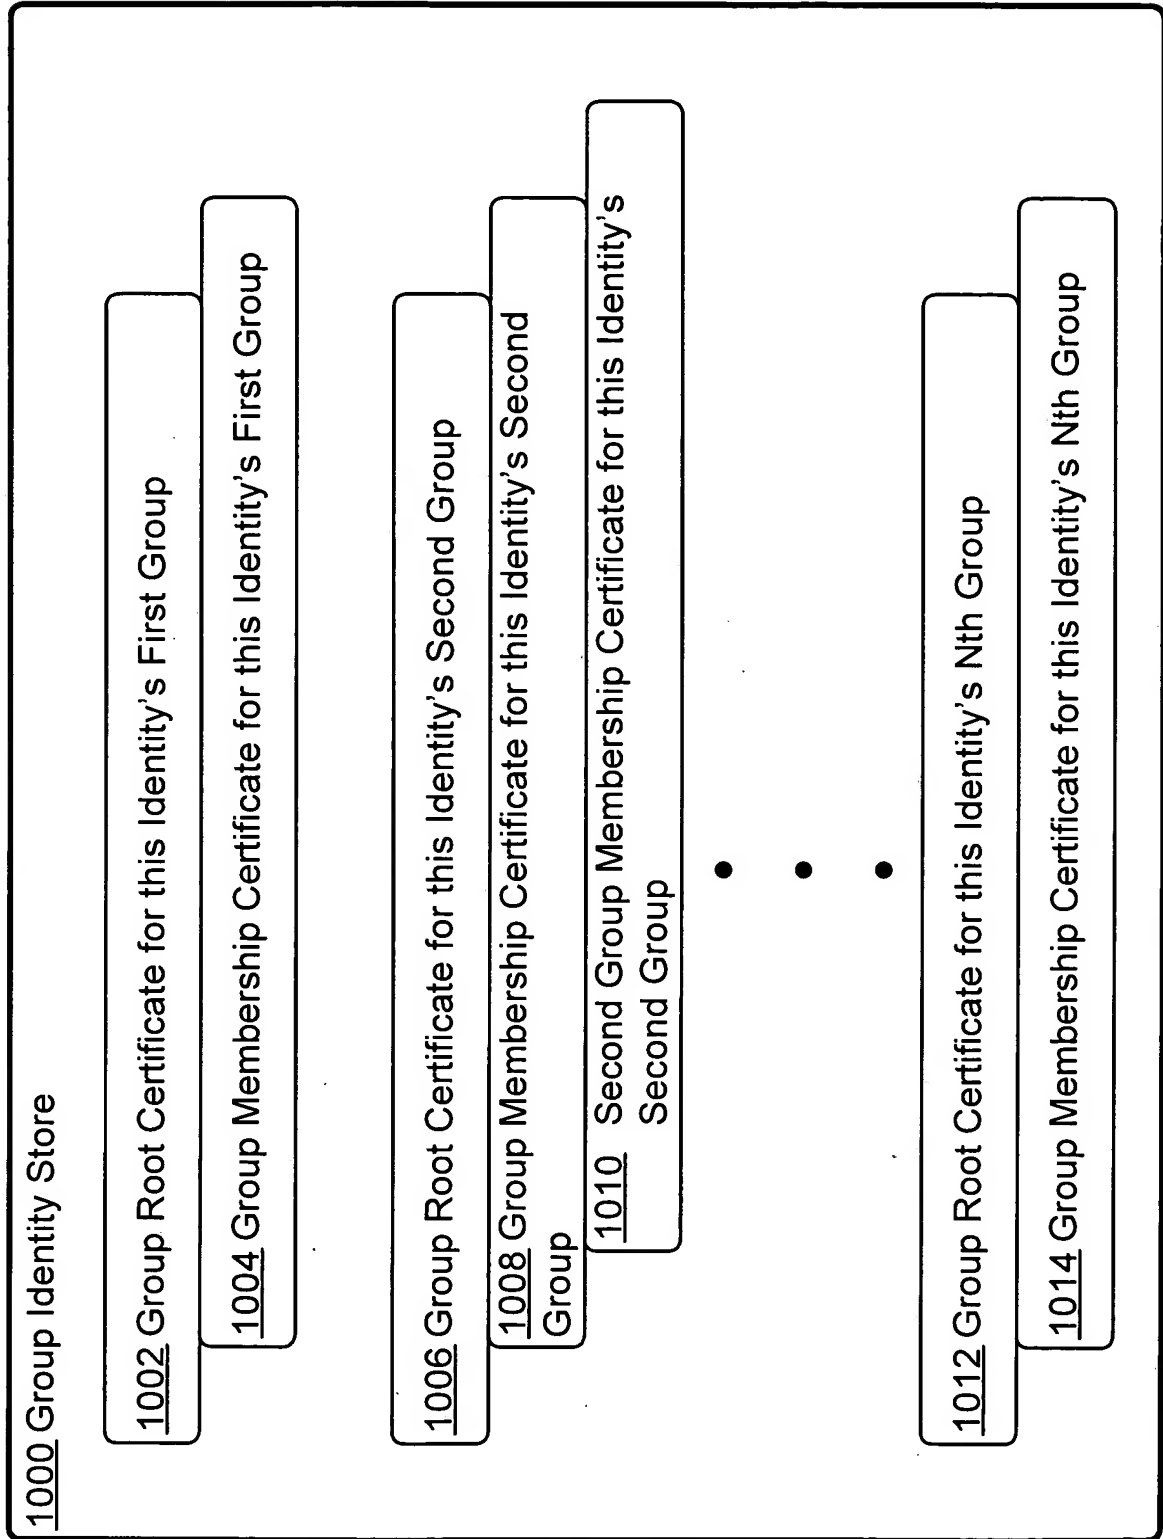 1000 Group Identity Store
1002 Group Root Certificate for this Identity's First Group
1004 Group Membership Certificate for this Identity's First Group
1006 Group Root Certificate for this Identity's Second Group
1008 Group Membership Certificate for this Identity's Second
Group
1010 Second Group Membership Certificate for this Identity's
Second Group
1012 Group Root Certificate for this Identity's Nth Group
1014 Group Membership Certificate for this Identity's Nth Group